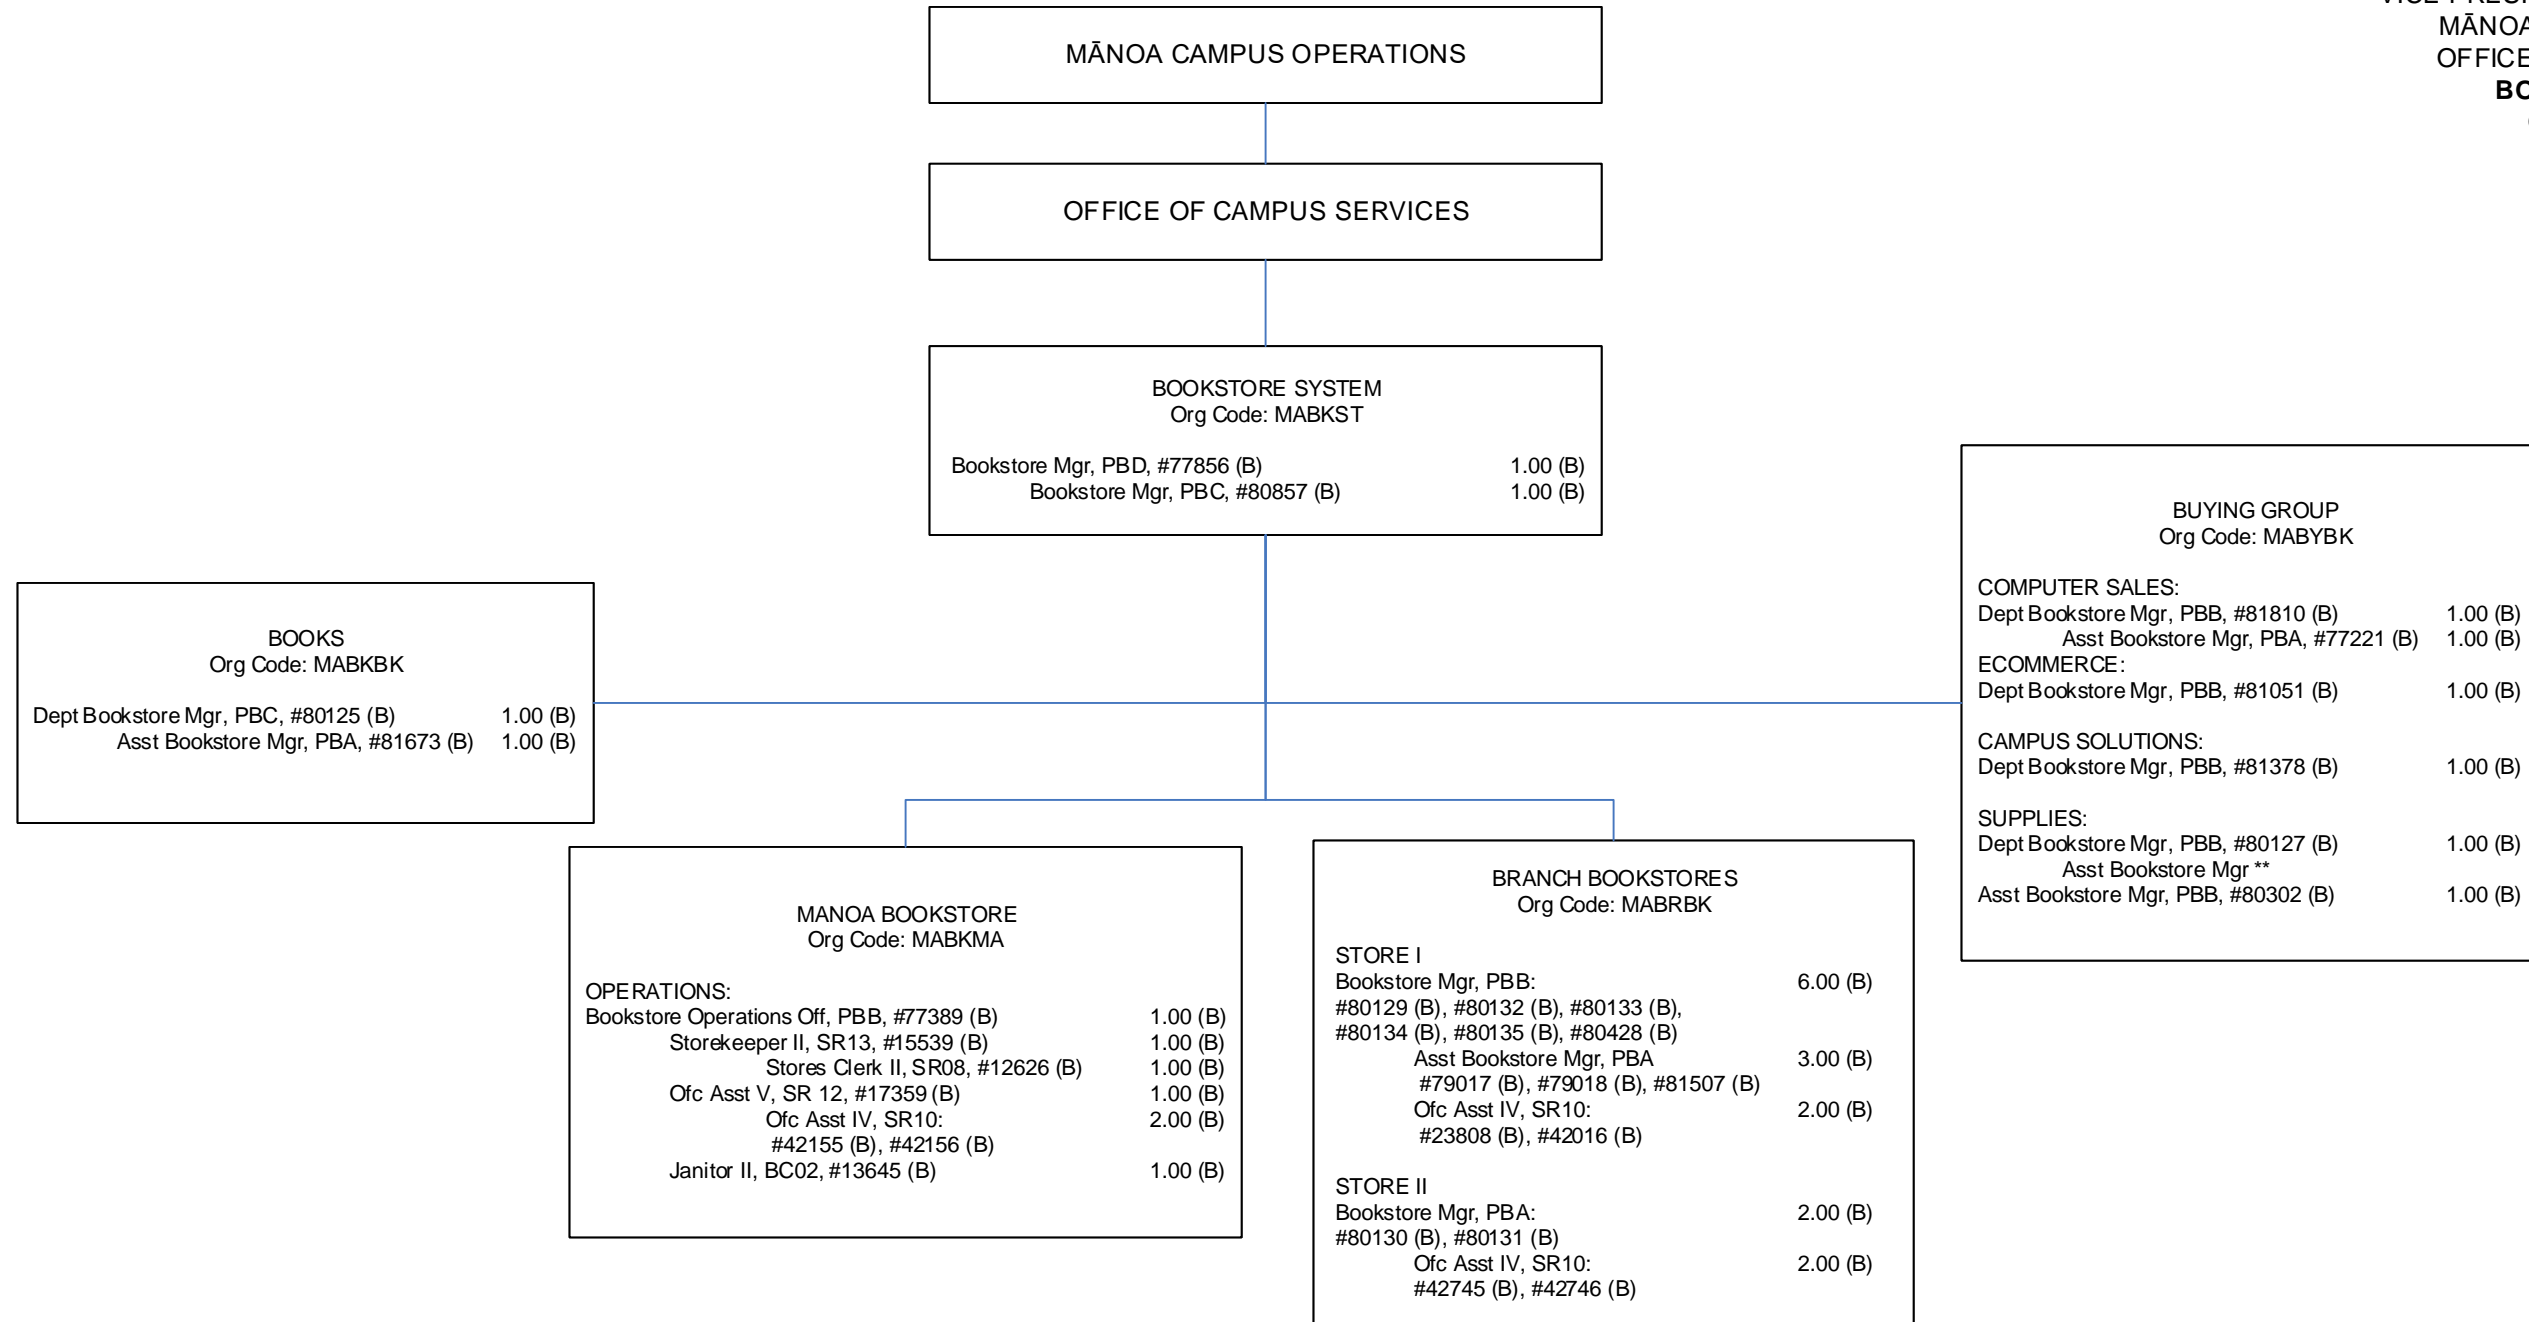 MĀNOA CAMPUS OPERATIONS
MĀNOA
OFFICE
OFFICE OF CAMPUS SERVICES
BOOKSTORE SYSTEM
Org Code: MABKST
Bookstore Mgr, PBD, #77856 (B) 1.00 (B)
Bookstore Mgr, PBC, #80857 (B) 1.00 (B)
BOOKS
Org Code: MABKBK
Dept Bookstore Mgr, PBC, #80125 (B) 1.00 (B)
Asst Bookstore Mgr, PBA, #81673 (B) 1.00 (B)
BUYING GROUP
Org Code: MABYBK
COMPUTER SALES:
Dept Bookstore Mgr, PBB, #81810 (B) 1.00 (B)
Asst Bookstore Mgr, PBA, #77221 (B) 1.00 (B)
ECOMMERCE:
Dept Bookstore Mgr, PBB, #81051 (B) 1.00 (B)
CAMPUS SOLUTIONS:
Dept Bookstore Mgr, PBB, #81378 (B) 1.00 (B)
SUPPLIES:
Dept Bookstore Mgr, PBB, #80127 (B) 1.00 (B)
Asst Bookstore Mgr **
Asst Bookstore Mgr, PBB, #80302 (B) 1.00 (B)
MANOA BOOKSTORE
Org Code: MABKMA
OPERATIONS:
Bookstore Operations Off, PBB, #77389 (B) 1.00 (B)
Storekeeper II, SR13, #15539 (B) 1.00 (B)
Stores Clerk II, SR08, #12626 (B) 1.00 (B)
Ofc Asst V, SR 12, #17359 (B) 1.00 (B)
Ofc Asst IV, SR10: 2.00 (B)
#42155 (B), #42156 (B)
Janitor II, BC02, #13645 (B) 1.00 (B)
BRANCH BOOKSTORES
Org Code: MABRBK
STORE I
Bookstore Mgr, PBB: 6.00 (B)
#80129 (B), #80132 (B), #80133 (B),
#80134 (B), #80135 (B), #80428 (B)
Asst Bookstore Mgr, PBA 3.00 (B)
#79017 (B), #79018 (B), #81507 (B)
Ofc Asst IV, SR10: 2.00 (B)
#23808 (B), #42016 (B)
STORE II
Bookstore Mgr, PBA: 2.00 (B)
#80130 (B), #80131 (B)
Ofc Asst IV, SR10: 2.00 (B)
#42745 (B), #42746 (B)